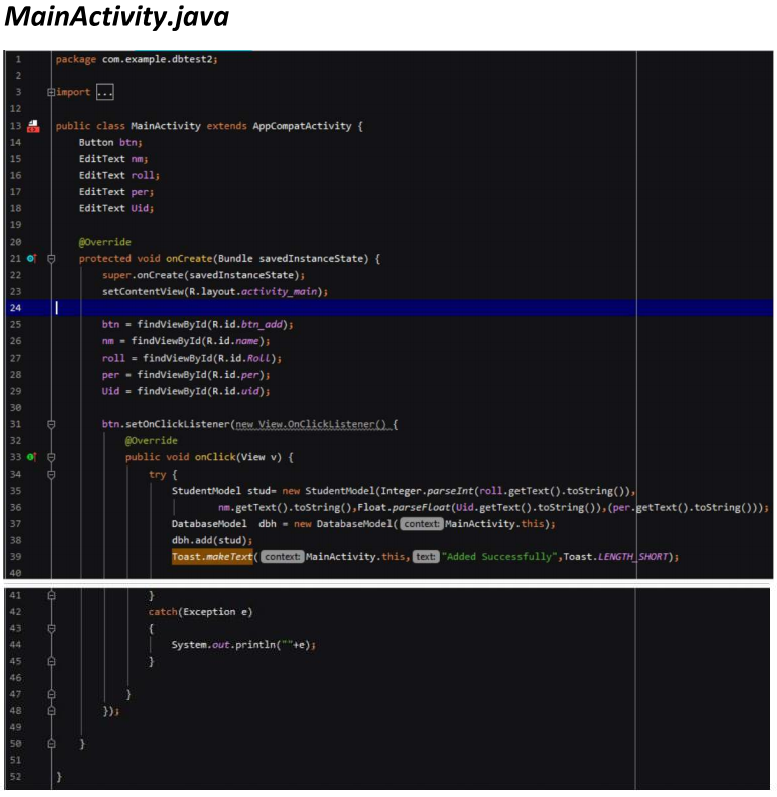 MainActivity.java
1 package com.example.dbtest2;
2
3 import ...
12
13 public class MainActivity extends AppCompatActivity {
14 Button btn;
15 EditText nm;
16 EditText roll;
17 EditText per;
18 EditText Uid;
19
20 @Override
21 protected void onCreate(Bundle savedInstanceState) {
22 super.onCreate(savedInstanceState);
23 setContentView(R.layout.activity_main);
24
25 btn = findViewById(R.id.btn_add);
26 nm = findViewById(R.id.name);
27 roll = findViewById(R.id.Roll);
28 per = findViewById(R.id.per);
29 Uid = findViewById(R.id.uid);
30
31 btn.setOnClickListener(new View.OnClickListener() {
32 @Override
33 public void onClick(View v) {
34 try {
35 StudentModel stud= new StudentModel(Integer.parseInt(roll.getText().toString()),
36 nm.getText().toString(),Float.parseFloat(Uid.getText().toString()),(per.getText().toString()));
37 DatabaseModel dbh = new DatabaseModel( context: MainActivity.this);
38 dbh.add(stud);
39 Toast.makeText( context: MainActivity.this, text: "Added Successfully",Toast.LENGTH_SHORT);
40
41 }
42 catch(Exception e)
43 {
44 System.out.println(""+e);
45 }
46
47 }
48 });
49
50 }
51
52 }